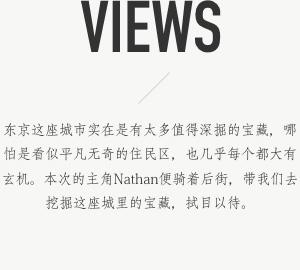 VIEWS
东京这座城市实在是有太多值得深掘的宝藏，哪
怕是看似平凡无奇的住民区，也几乎每个都大有
玄机。本次的主角Nathan便骑着后街，带我们去
挖掘这座城里的宝藏，拭目以待。